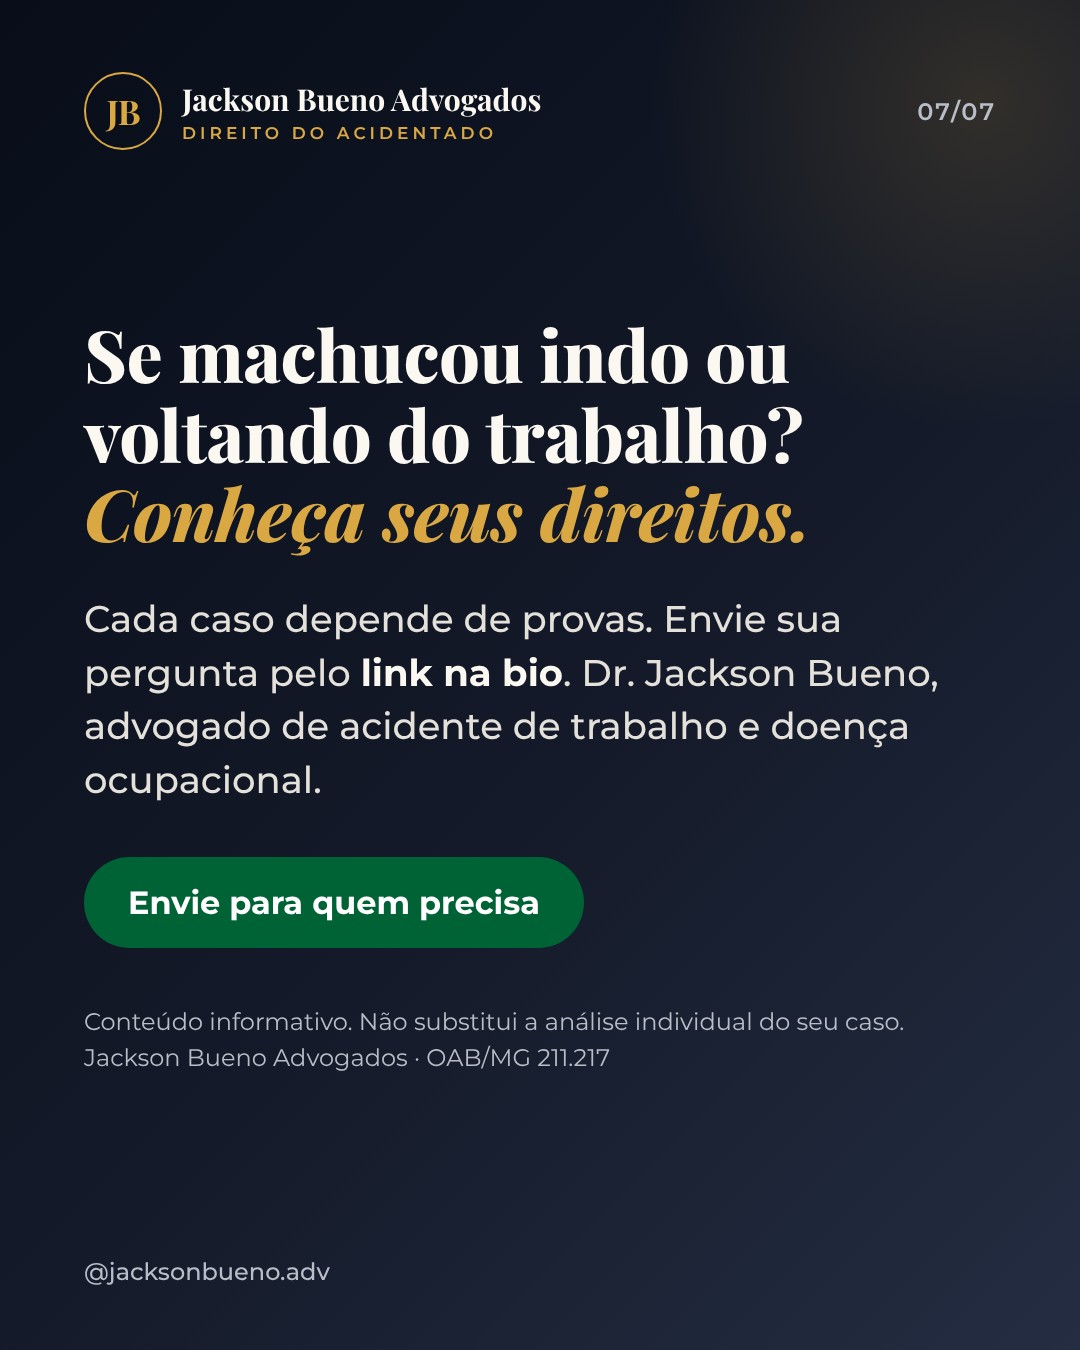 JB
Jackson Bueno Advogados
DIREITO DO ACIDENTADO
07/07
Se machucou indo ou
voltando do trabalho?
Conheça seus direitos.
Cada caso depende de provas. Envie sua
pergunta pelo link na bio. Dr. Jackson Bueno,
advogado de acidente de trabalho e doença
ocupacional.
Envie para quem precisa
Conteúdo informativo. Não substitui a análise individual do seu caso.
Jackson Bueno Advogados · OAB/MG 211.217
@jacksonbueno.adv